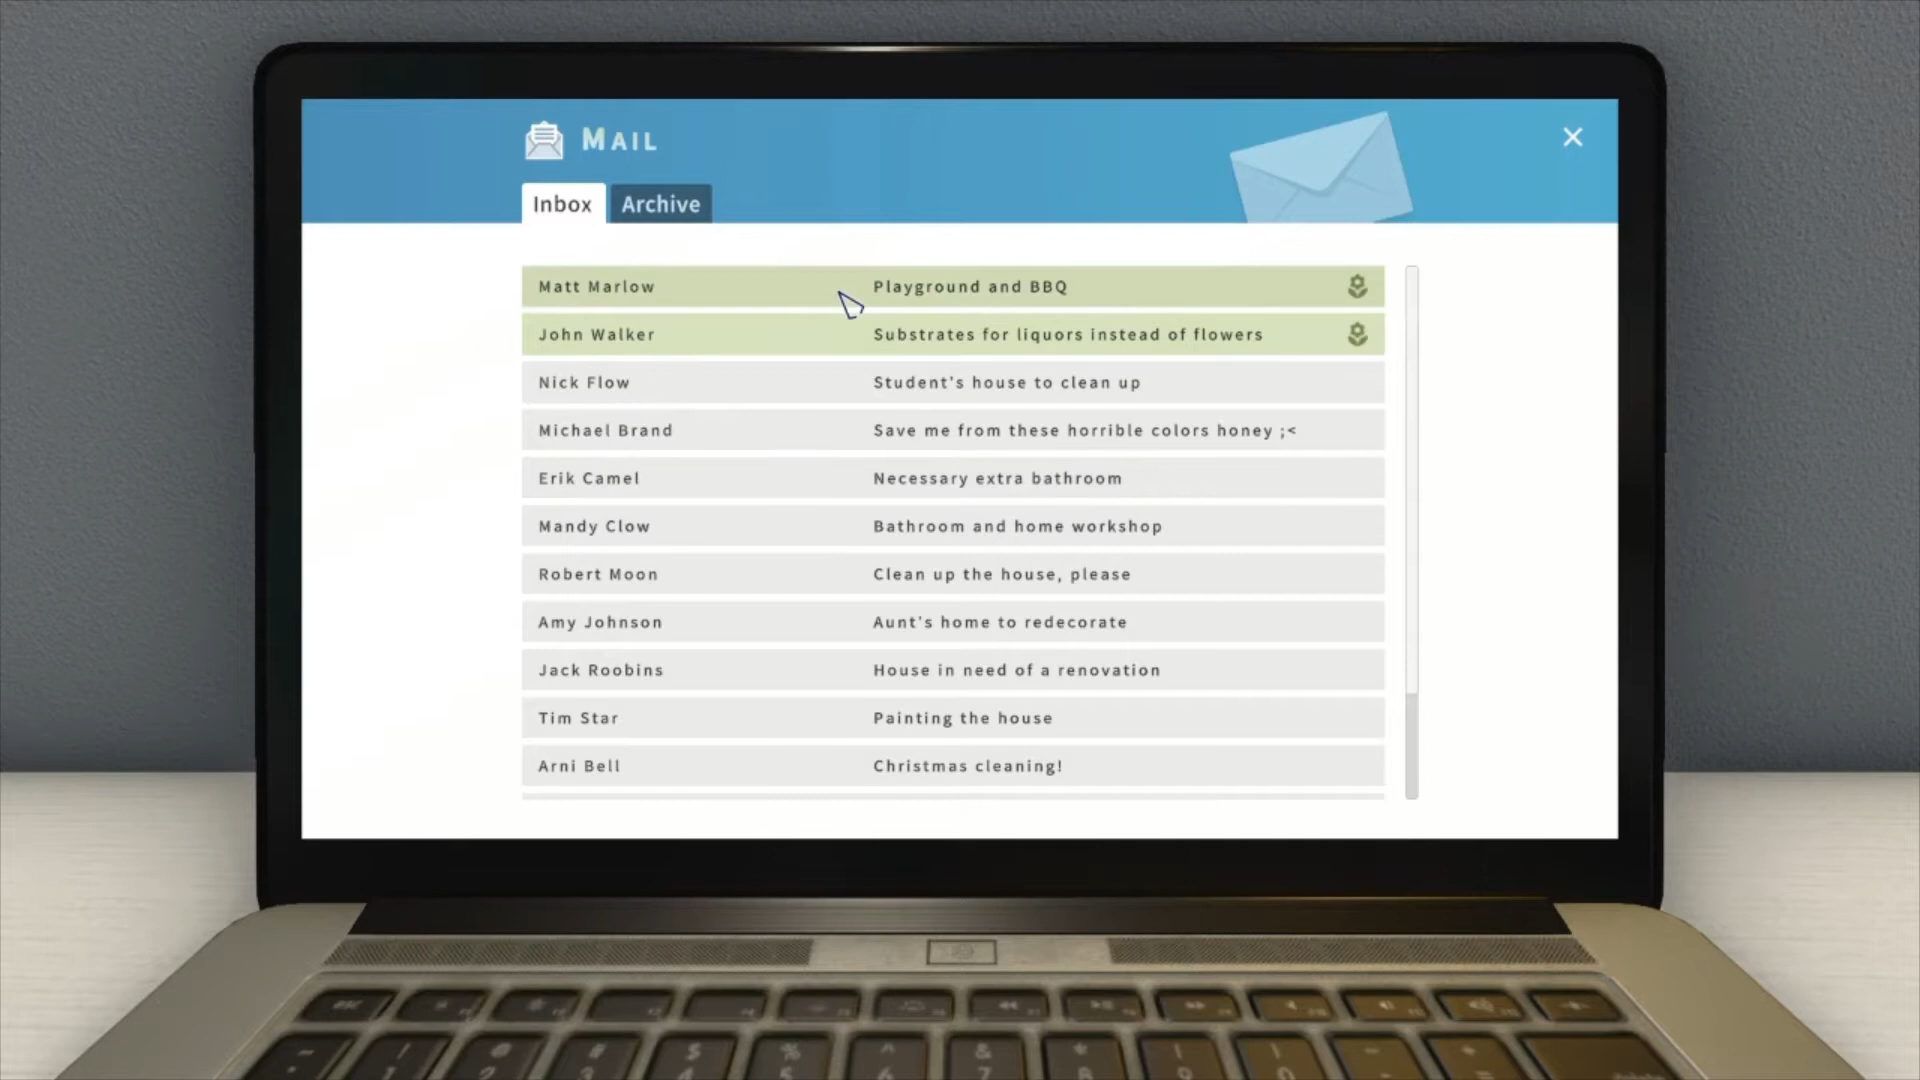 MAIL
Inbox Archive
Matt Marlow Playground and BBQ
John Walker Substrates for liquors instead of flowers
Nick Flow Student's house to clean up
Michael Brand Save me from these horrible colors honey ;<
Erik Camel Necessary extra bathroom
Mandy Clow Bathroom and home workshop
Robert Moon Clean up the house, please
Amy Johnson Aunt's home to redecorate
Jack Roobins House in need of a renovation
Tim Star Painting the house
Arni Bell Christmas cleaning!